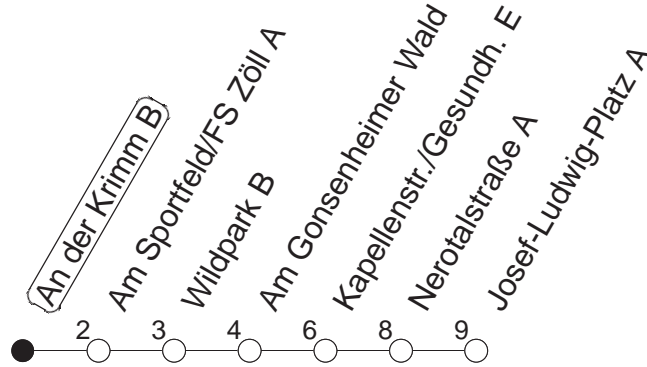 An der Krimm B
Am Sportfeld/FS Zöll A
Wildpark B
Am Gonsenheimer Wald
Kapellenstr./Gesundh. E
Nerotalstraße A
Josef-Ludwig-Platz A
2 3 4 6 8 9